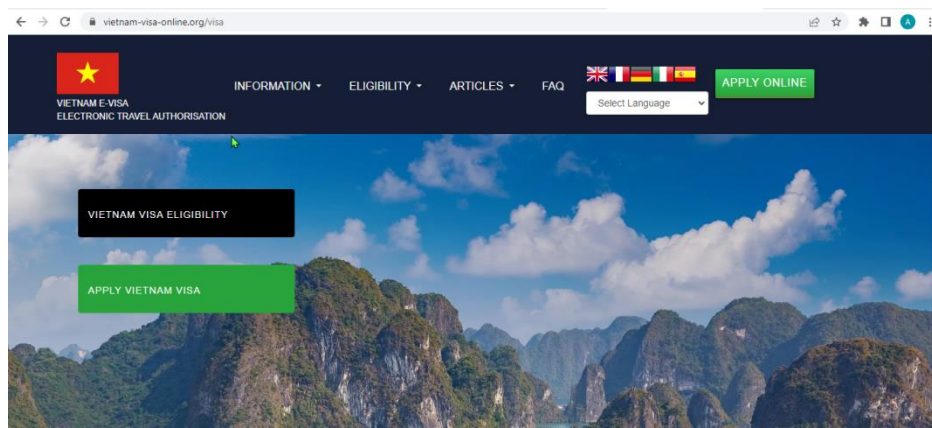 vietnam-visa-online.org/visa
A
VIETNAM E-VISA
ELECTRONIC TRAVEL AUTHORISATION
INFORMATION
ELIGIBILITY
ARTICLES
FAQ
Select Language
APPLY ONLINE
VIETNAM VISA ELIGIBILITY
APPLY VIETNAM VISA